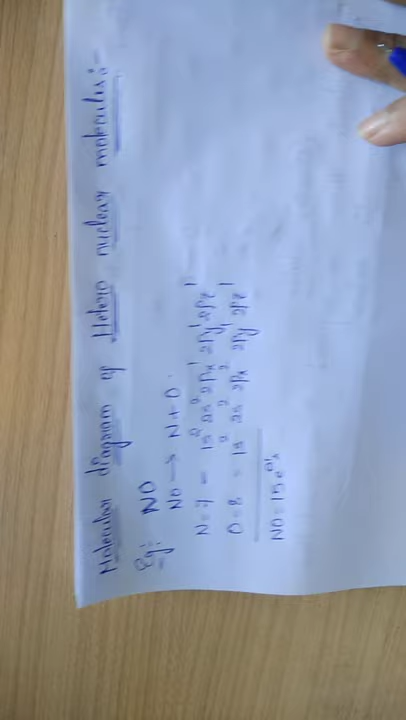 Molecular diagram of Hetero nuclear moleculs:-
Eg: NO
NO → N + O
N = 7 - 1s² 2s² 2Px¹ 2Py¹ 2Pz¹
O = 8 = 1s² 2s² 2Px² 2Py¹ 2Pz¹
NO = 15 e⁻s